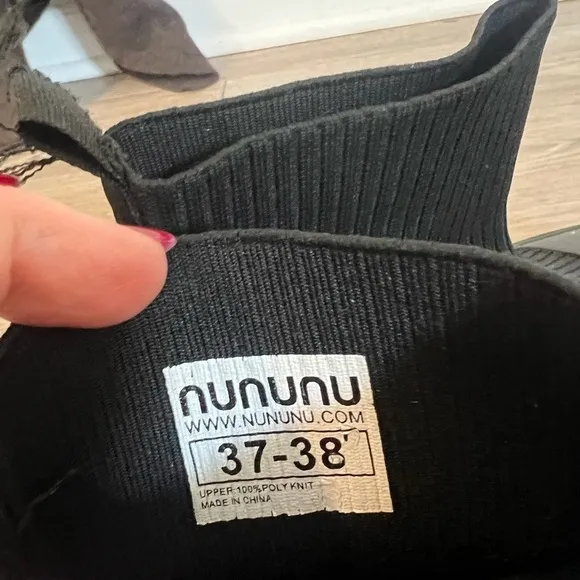 nununu
WWW.NUNUNU.COM
37-38
UPPER 100%POLY KNIT
MADE IN CHINA